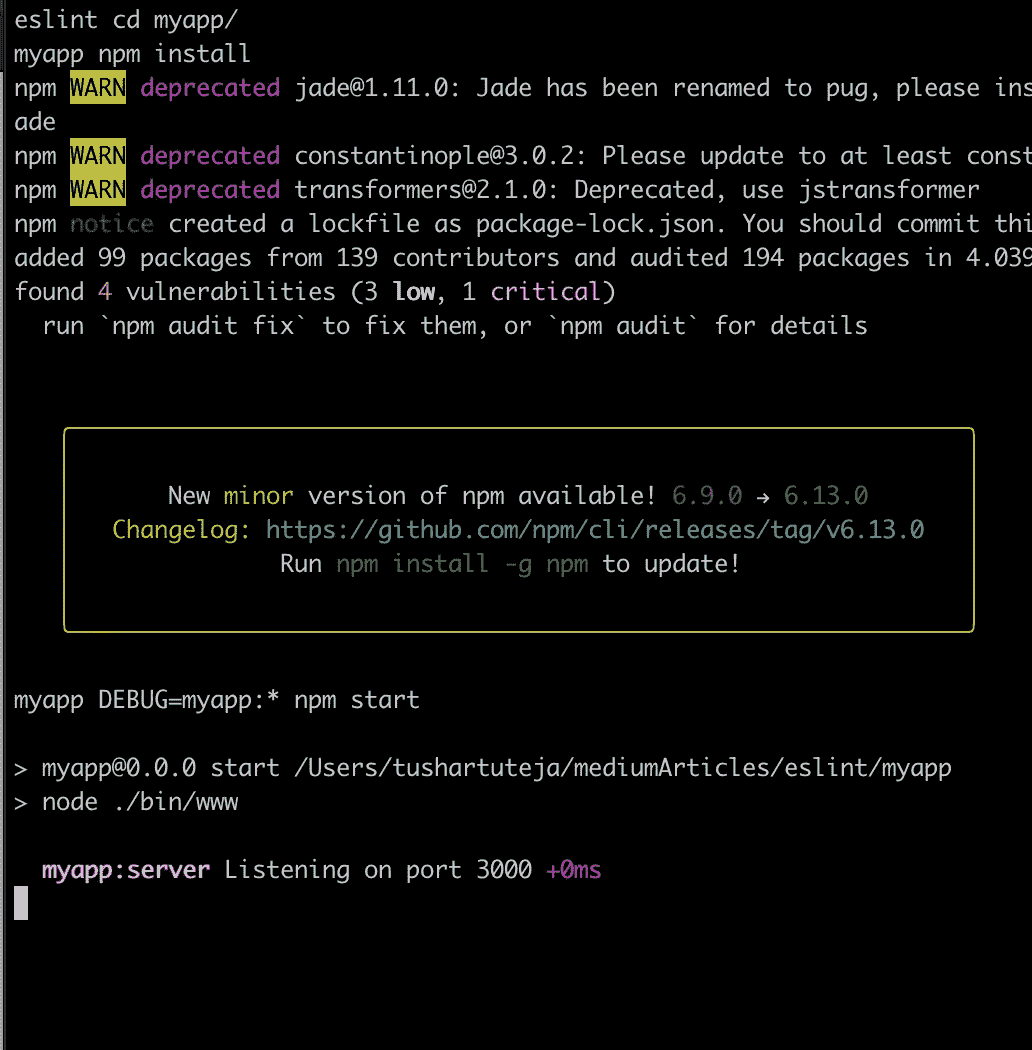 eslint cd myapp/
myapp npm install
npm WARN deprecated jade@1.11.0: Jade has been renamed to pug, please ins
ade
npm WARN deprecated constantinople@3.0.2: Please update to at least const
npm WARN deprecated transformers@2.1.0: Deprecated, use jstransformer
npm notice created a lockfile as package-lock.json. You should commit thi
added 99 packages from 139 contributors and audited 194 packages in 4.039
found 4 vulnerabilities (3 low, 1 critical)
  run `npm audit fix` to fix them, or `npm audit` for details
New minor version of npm available! 6.9.0 → 6.13.0
Changelog: https://github.com/npm/cli/releases/tag/v6.13.0
Run npm install -g npm to update!
myapp DEBUG=myapp:* npm start
> myapp@0.0.0 start /Users/tushartuteja/mediumArticles/eslint/myapp
> node ./bin/www
  myapp:server Listening on port 3000 +0ms